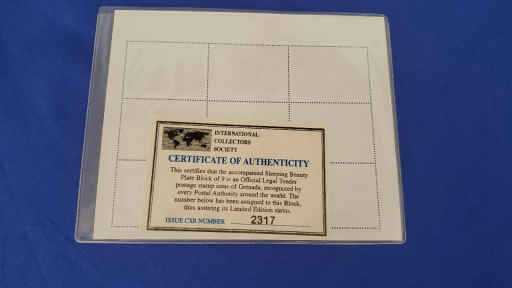 INTERNATIONAL
COLLECTORS
SOCIETY
CERTIFICATE OF AUTHENTICITY
This certifies that the accompanied Sleeping Beauty
Plate Block of 9 is an Official Legal Tender
postage stamp issue of Grenada, recognized by
every Postal Authority around the world. The
number below has been assigned to this Block,
thus assuring its Limited Edition status.
ISSUE CXR NUMBER 2317